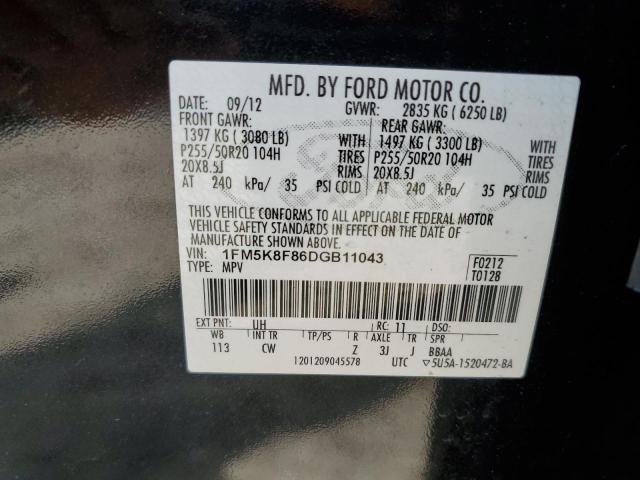 MFD. BY FORD MOTOR CO.
DATE: 09/12 GVWR: 2835 KG ( 6250 LB)
FRONT GAWR: REAR GAWR:
1397 KG ( 3080 LB) WITH 1497 KG ( 3300 LB) WITH
P255/50R20 104H TIRES P255/50R20 104H TIRES
20X8.5J RIMS 20X8.5J RIMS
AT 240 kPa/ 35 PSI COLD AT 240 kPa/ 35 PSI COLD
THIS VEHICLE CONFORMS TO ALL APPLICABLE FEDERAL MOTOR
VEHICLE SAFETY STANDARDS IN EFFECT ON THE DATE OF
MANUFACTURE SHOWN ABOVE.
VIN: 1FM5K8F86DGB11043 F0212
TYPE: MPV T0128
EXT PNT: UH RC: 11 DSO:
WB INT TR TP/PS R AXLE TR SPR
113 CW Z 3J J BBAA
1201209045578 UTC ▽5U5A-1520472-BA
Ford